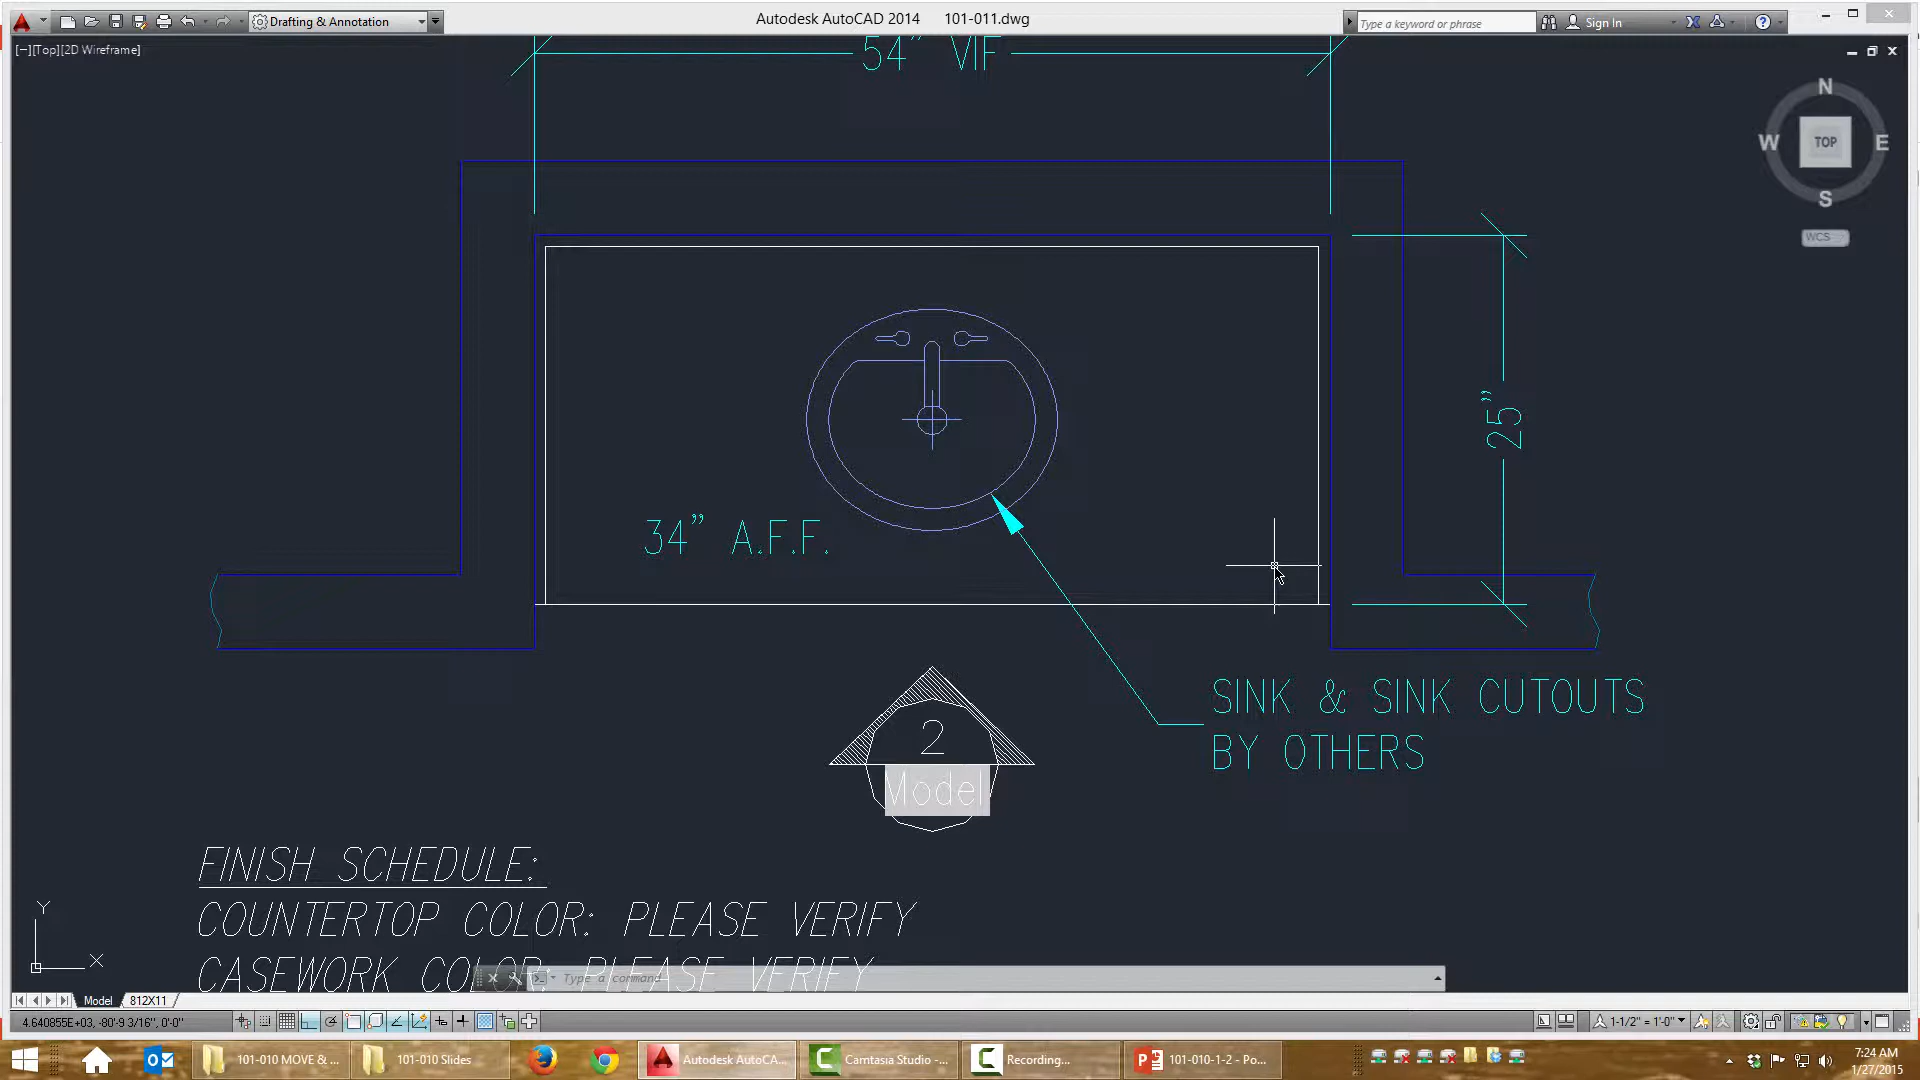 Drafting & Annotation
Autodesk AutoCAD 2014 101-011.dwg
Type a keyword or phrase
Sign In
[−][Top][2D Wireframe]
54" VIF
N
W TOP E
S
WCS
25"
34" A.F.F.
SINK & SINK CUTOUTS
BY OTHERS
2
Model
FINISH SCHEDULE:
COUNTERTOP COLOR: PLEASE VERIFY
CASEWORK COLOR: PLEASE VERIFY
Type a command
Y
X
Model 812X11
4.640855E+03, -80'-9 3/16", 0'-0"
1-1/2" = 1'-0"
101-010 MOVE & ...
101-010 Slides
Autodesk AutoCA...
Camtasia Studio - ...
Recording...
101-010-1-2 - Po...
7:24 AM
1/27/2015